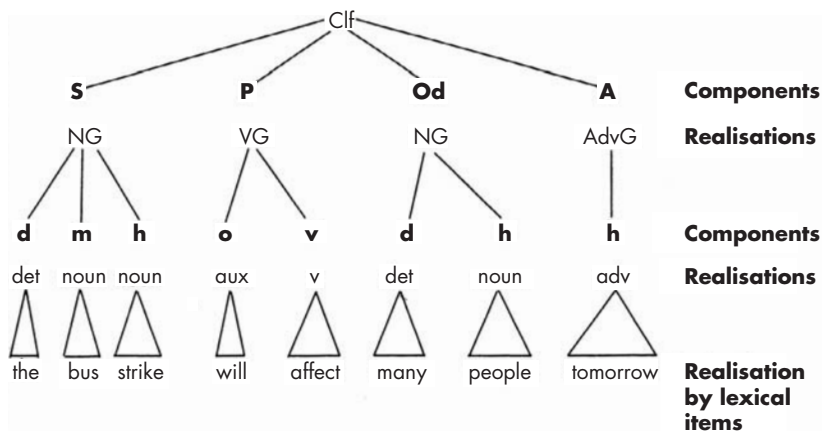 Clf
S P Od A Components
NG VG NG AdvG Realisations
d m h o v d h h Components
det noun noun aux v det noun adv Realisations
the bus strike will affect many people tomorrow Realisation
by lexical
items